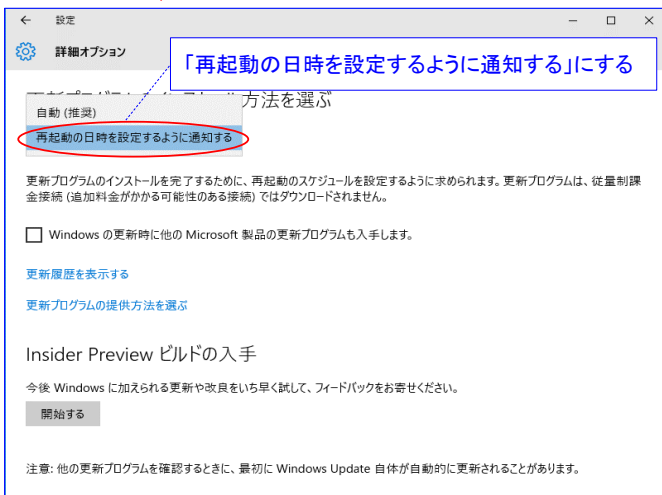 設定
詳細オプション
「再起動の日時を設定するように通知する」にする
方法を選ぶ
自動 (推奨)
再起動の日時を設定するように通知する
更新プログラムのインストールを完了するために、再起動のスケジュールを設定するように求められます。更新プログラムは、従量制課
金接続 (追加料金がかかる可能性のある接続) ではダウンロードされません。
Windows の更新時に他の Microsoft 製品の更新プログラムも入手します。
更新履歴を表示する
更新プログラムの提供方法を選ぶ
Insider Preview ビルドの入手
今後 Windows に加えられる更新や改良をいち早く試して、フィードバックをお寄せください。
開始する
注意: 他の更新プログラムを確認するときに、最初に Windows Update 自体が自動的に更新されることがあります。